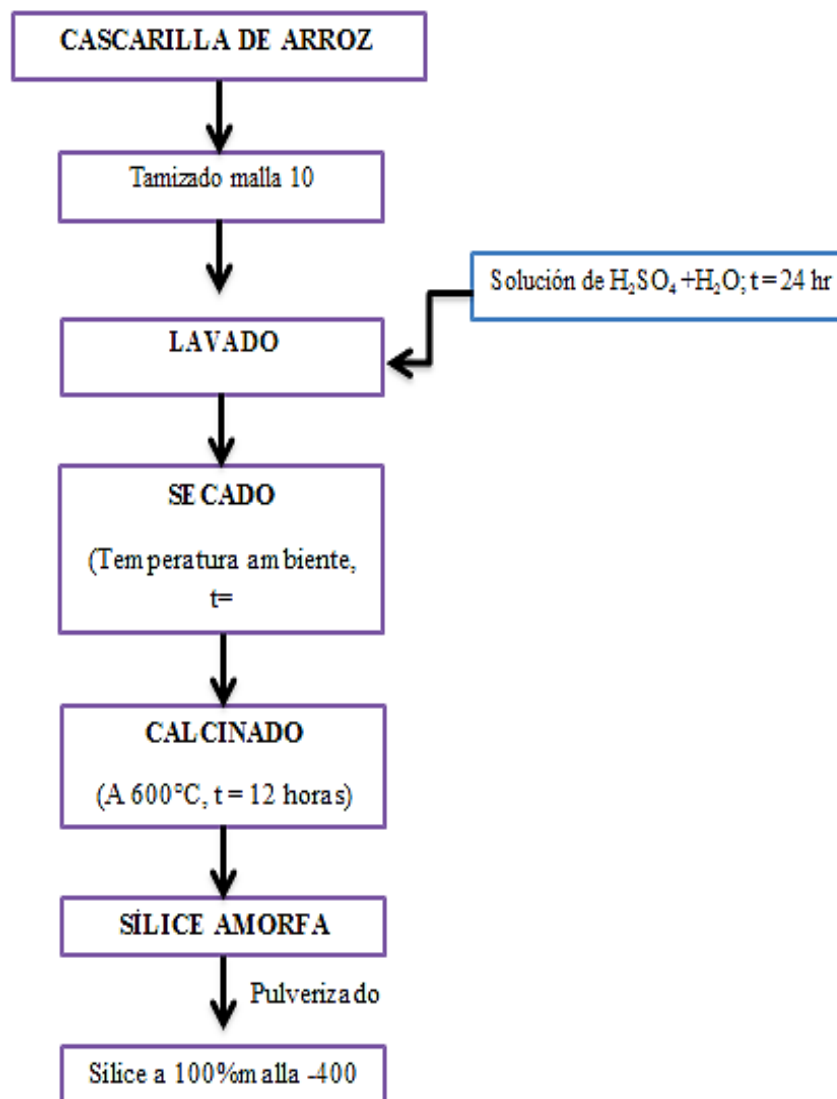 CASCARILLA DE ARROZ
Tamizado malla 10
Solución de H₂SO₄ +H₂O; t = 24 hr
LAVADO
SECADO
(Temperatura ambiente,
t=
CALCINADO
(A 600°C, t = 12 horas)
SÍLICE AMORFA
Pulverizado
Silice a 100%malla -400